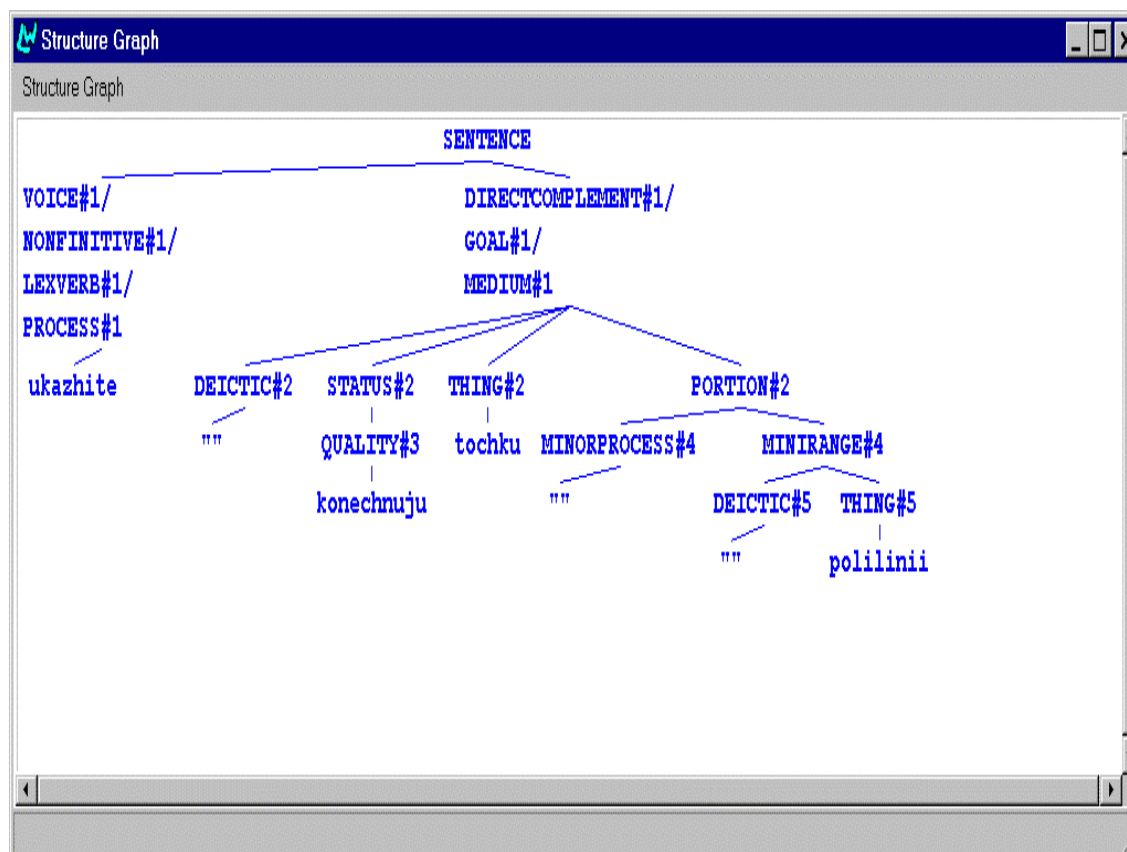 Structure Graph
Structure Graph
SENTENCE
VOICE#1/ DIRECTCOMPLEMENT#1/
NONFINITIVE#1/ GOAL#1/
LEXVERB#1/ MEDIUM#1
PROCESS#1
ukazhite DEICTIC#2 STATUS#2 THING#2 PORTION#2
"" QUALITY#3 tochku MINORPROCESS#4 MINIRANGE#4
konechnuju "" DEICTIC#5 THING#5
"" polilinii